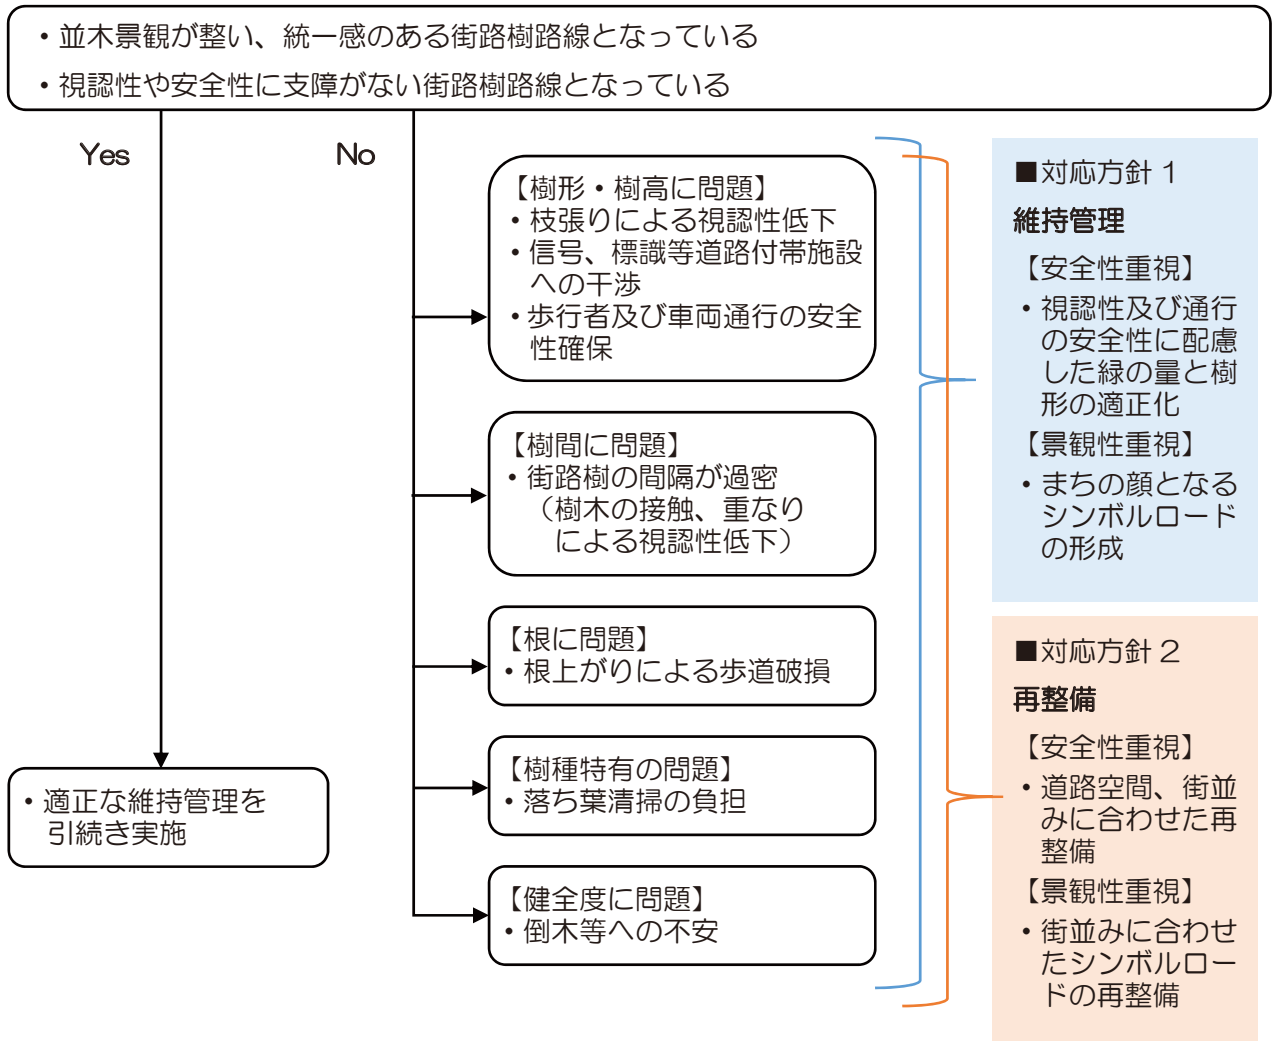 ・並木景観が整い、統一感のある街路樹路線となっている
・視認性や安全性に支障がない街路樹路線となっている
Yes
No
【樹形・樹高に問題】
・枝張りによる視認性低下
・信号、標識等道路付帯施設
への干渉
・歩行者及び車両通行の安全
性確保
【樹間に問題】
・街路樹の間隔が過密
（樹木の接触、重なり
による視認性低下）
【根に問題】
・根上がりによる歩道破損
【樹種特有の問題】
・落ち葉清掃の負担
【健全度に問題】
・倒木等への不安
・適正な維持管理を
引続き実施
■対応方針１
維持管理
【安全性重視】
・視認性及び通行
の安全性に配慮
した緑の量と樹
形の適正化
【景観性重視】
・まちの顔となる
シンボルロード
の形成
■対応方針２
再整備
【安全性重視】
・道路空間、街並
みに合わせた再
整備
【景観性重視】
・街並みに合わせ
たシンボルロー
ドの再整備